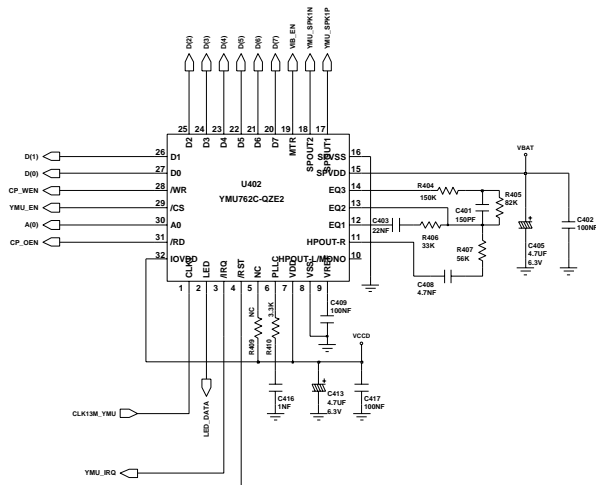 D(2)
D(3)
D(4)
D(5)
D(6)
D(7)
VIB_EN
YMU_SPK1N
YMU_SPK1P
25
24
23
22
21
20
19
18
17
D2
D3
D4
D5
D6
D7
MTR
SPOUT2
SPOUT1
D(1)
26
D1
D(0)
27
D0
CP_WEN
28
/WR
YMU_EN
29
/CS
A(0)
30
A0
CP_OEN
31
/RD
32
IOVDD
U402
YMU762C-QZE2
SPVSS
16
SPVDD
15
EQ3
14
EQ2
13
EQ1
12
HPOUT-R
11
HPOUT-L/MONO
10
CLKI
LED
/IRQ
/RST
NC
PLLC
VDD
VSS
VREF
1
2
3
4
5
6
7
8
9
VBAT
R404
150K
C401
150PF
R405
82K
C403
22NF
R406
33K
R407
56K
C408
4.7NF
C405
4.7UF
6.3V
C402
100NF
C409
100NF
NC
R409
3.3K
R410
VCCD
C416
1NF
C413
4.7UF
6.3V
C417
100NF
CLK13M_YMU
LED_DATA
YMU_IRQ